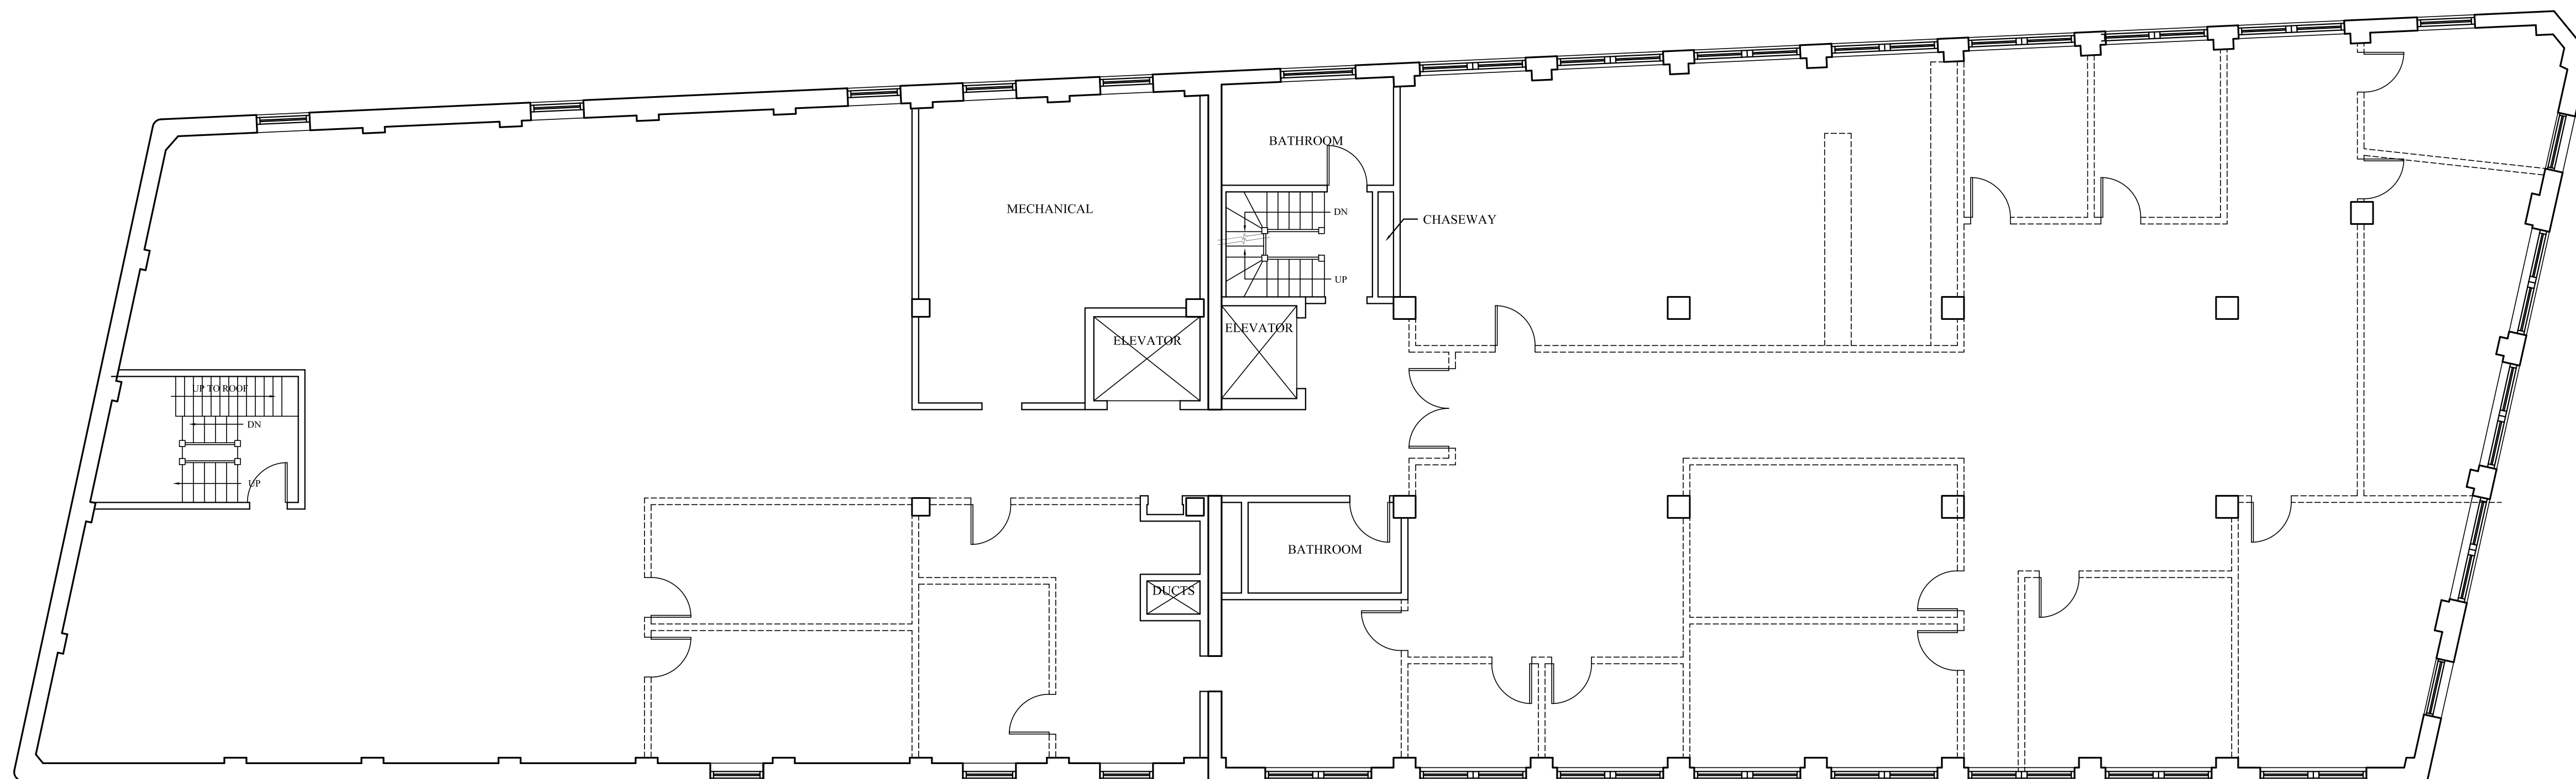 BATHROOM
MECHANICAL
DN
CHASEWAY
UP
ELEVATOR
ELEVATOR
UP TO ROOF
DN
UP
BATHROOM
DUCTS